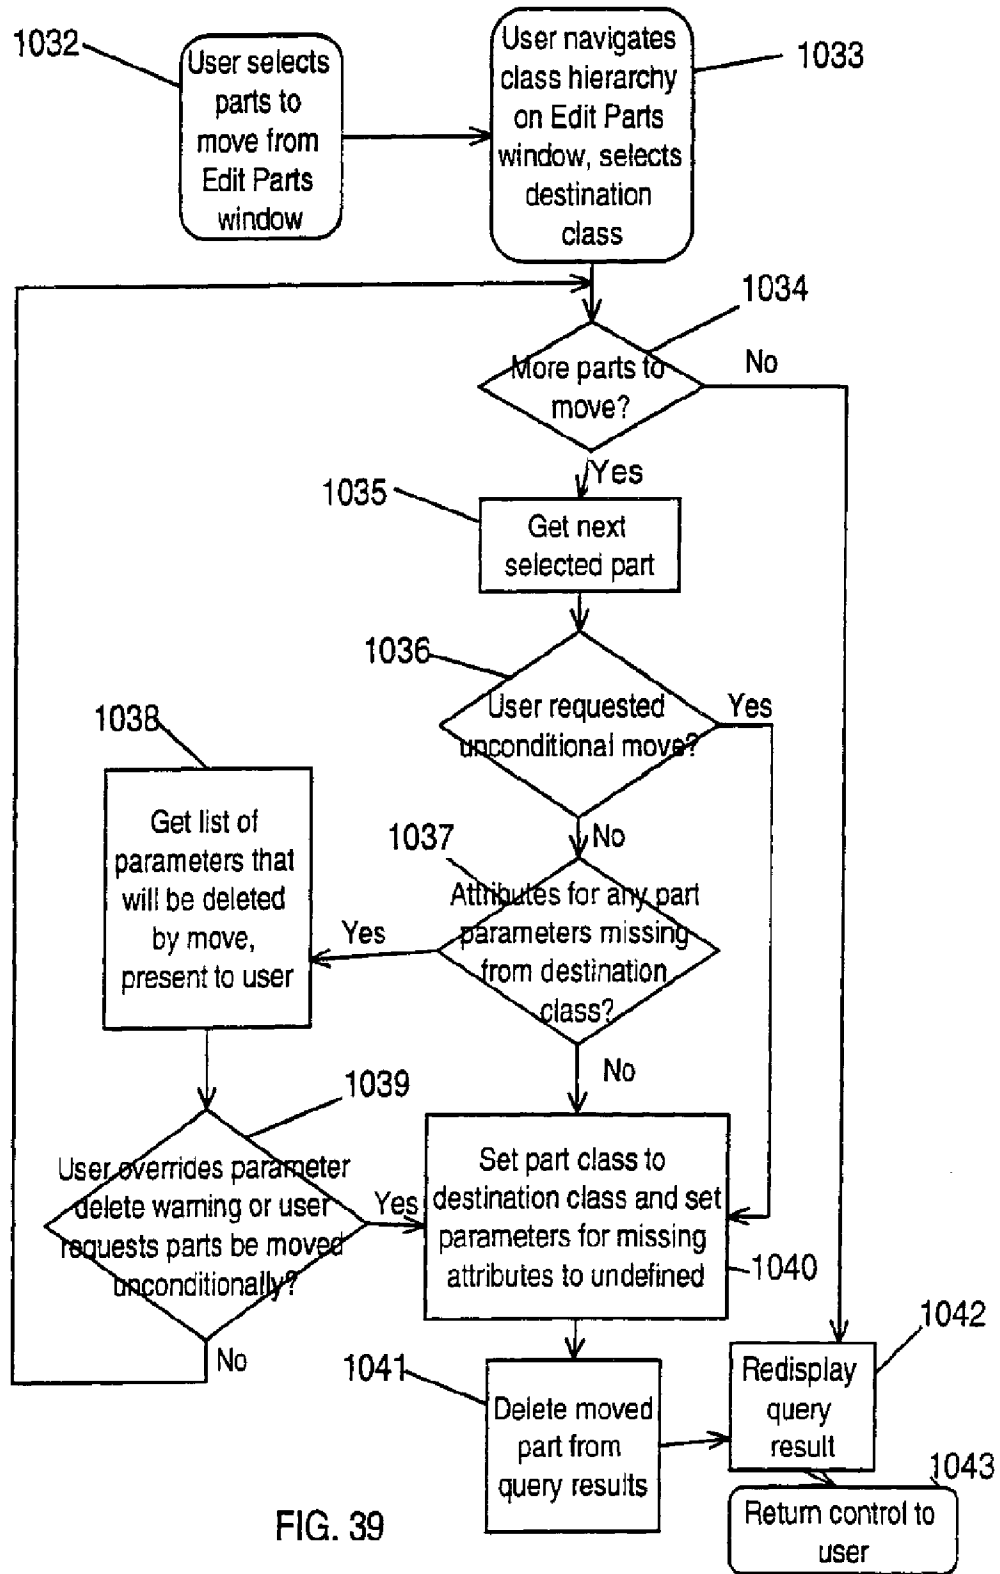 1032
User selects
parts to
move from
Edit Parts
window
User navigates
class hierarchy
on Edit Parts
window, selects
destination
class
1033
1034
More parts to
move?
No
Yes
1035
Get next
selected part
1036
User requested
unconditional move?
Yes
No
1037
Attributes for any part
parameters missing
from destination
class?
Yes
No
1038
Get list of
parameters that
will be deleted
by move,
present to user
1039
User overrides parameter
delete warning or user
requests parts be moved
unconditionally?
Yes
No
Set part class to
destination class and set
parameters for missing
attributes to undefined
1040
1041
Delete moved
part from
query results
1042
Redisplay
query
result
1043
Return control to
user
FIG. 39